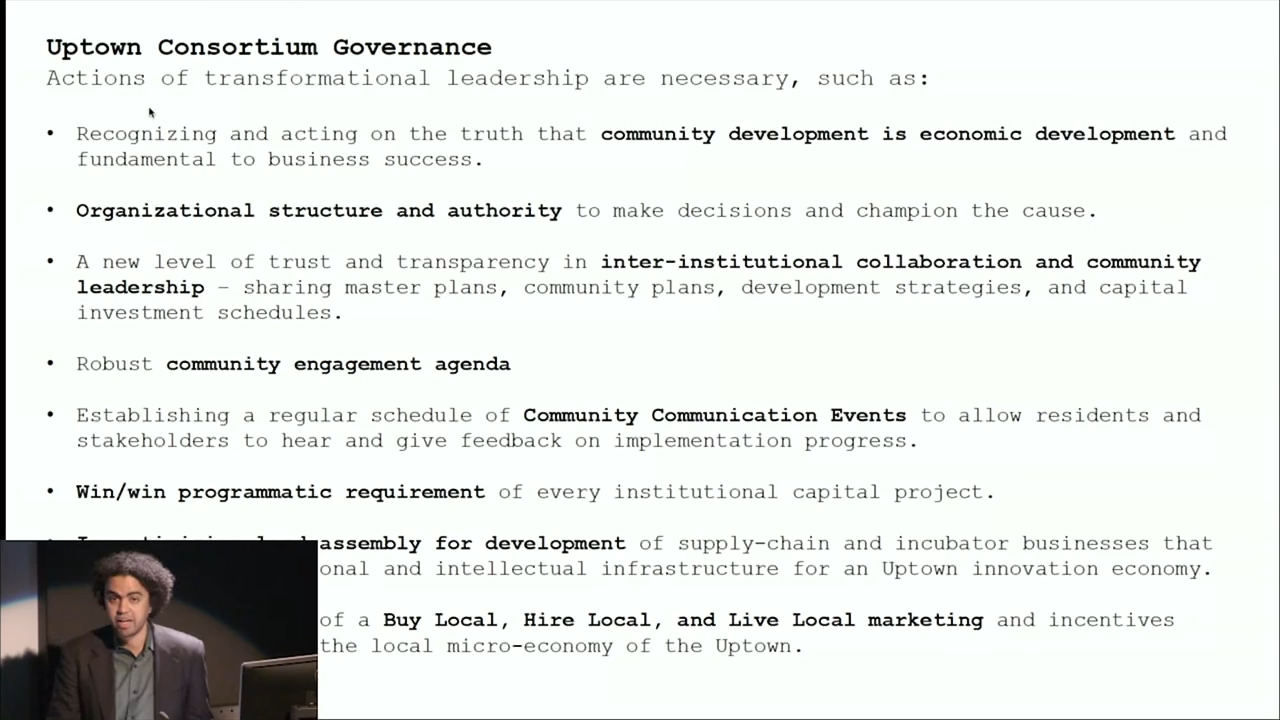 Uptown Consortium Governance
Actions of transformational leadership are necessary, such as:
• Recognizing and acting on the truth that community development is economic development and
fundamental to business success.
• Organizational structure and authority to make decisions and champion the cause.
• A new level of trust and transparency in inter-institutional collaboration and community
leadership – sharing master plans, community plans, development strategies, and capital
investment schedules.
• Robust community engagement agenda
• Establishing a regular schedule of Community Communication Events to allow residents and
stakeholders to hear and give feedback on implementation progress.
• Win/win programmatic requirement of every institutional capital project.
assembly for development of supply-chain and incubator businesses that
and intellectual infrastructure for an Uptown innovation economy.
of a Buy Local, Hire Local, and Live Local marketing and incentives
the local micro-economy of the Uptown.